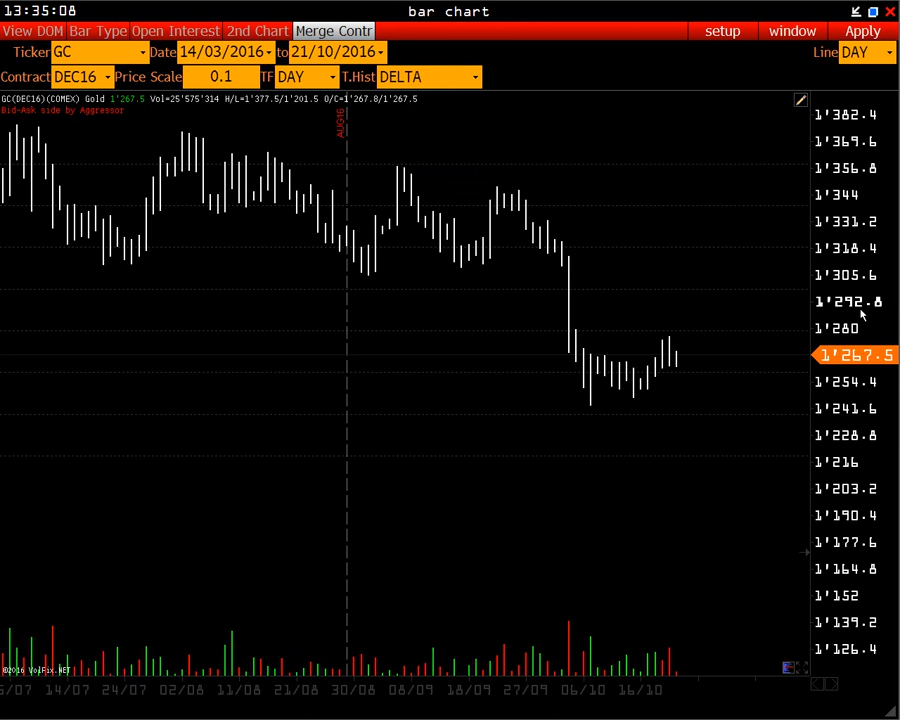 13:35:08 bar chart
View DOM Bar Type Open Interest 2nd Chart Merge Contr setup window Apply
Ticker GC Date 14/03/2016 to 21/10/2016 Line DAY
Contract DEC16 Price Scale 0.1 TF DAY T.Hist DELTA
GC(DEC16)(COMEX) Gold 1'267.5 Vol=25'575'314 H/L=1'377.5/1'201.5 O/C=1'267.8/1'267.5
Bid-Ask side by Aggressor
AUG16
1'382.4
1'369.6
1'356.8
1'344
1'331.2
1'318.4
1'305.6
1'292.8
1'280
1'267.5
1'254.4
1'241.6
1'228.8
1'216
1'203.2
1'190.4
1'177.6
1'164.8
1'152
1'139.2
1'126.4
©2016 VolFix.NET
/07 14/07 24/07 02/08 11/08 21/08 30/08 08/09 18/09 27/09 06/10 16/10